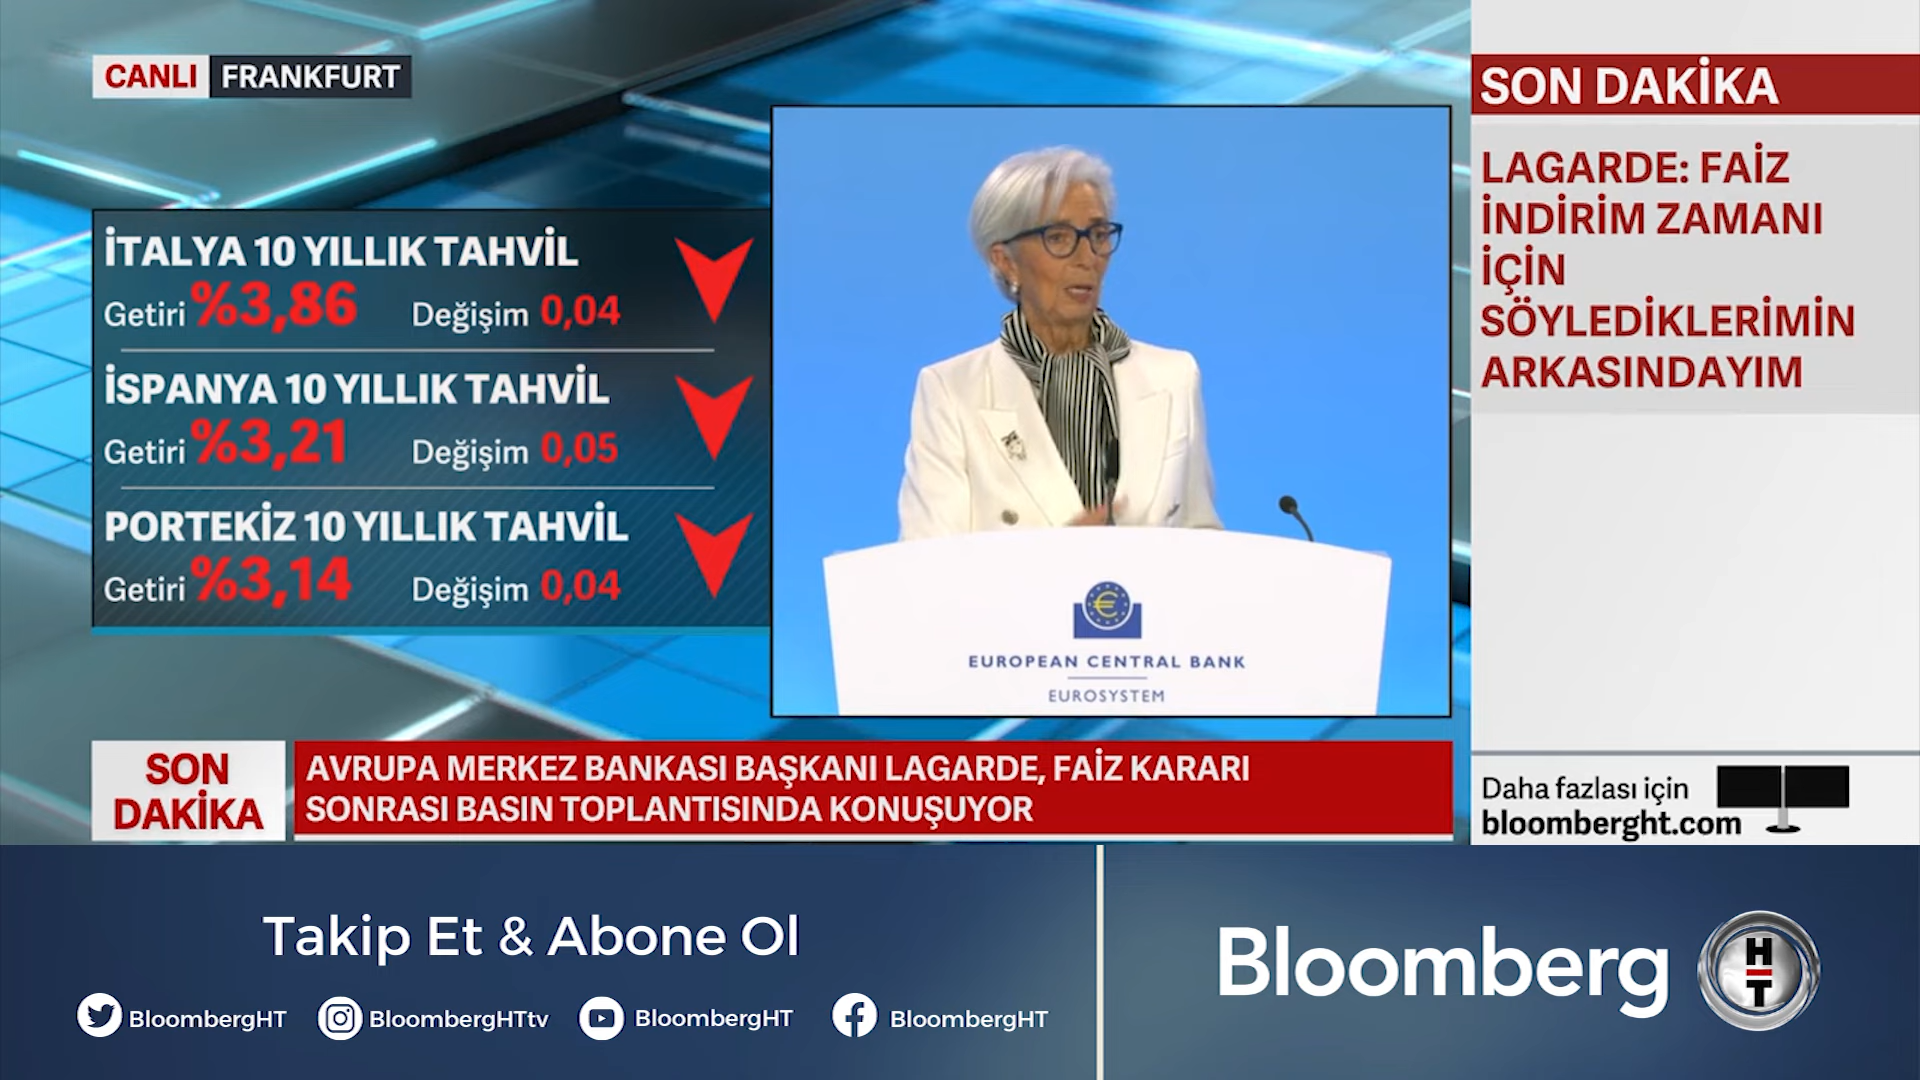 CANLI FRANKFURT
İTALYA 10 YILLIK TAHVİL
Getiri %3,86 Değişim 0,04
İSPANYA 10 YILLIK TAHVİL
Getiri %3,21 Değişim 0,05
PORTEKİZ 10 YILLIK TAHVİL
Getiri %3,14 Değişim 0,04
EUROPEAN CENTRAL BANK
EUROSYSTEM
SON DAKİKA
LAGARDE: FAİZ
İNDİRİM ZAMANI
İÇİN
SÖYLEDİKLERİMİN
ARKASINDAYIM
SON
DAKİKA
AVRUPA MERKEZ BANKASI BAŞKANI LAGARDE, FAİZ KARARI
SONRASI BASIN TOPLANTISINDA KONUŞUYOR
Daha fazlası için
bloomberght.com
Takip Et & Abone Ol
BloombergHT BloombergHTtv BloombergHT BloombergHT
Bloomberg HT